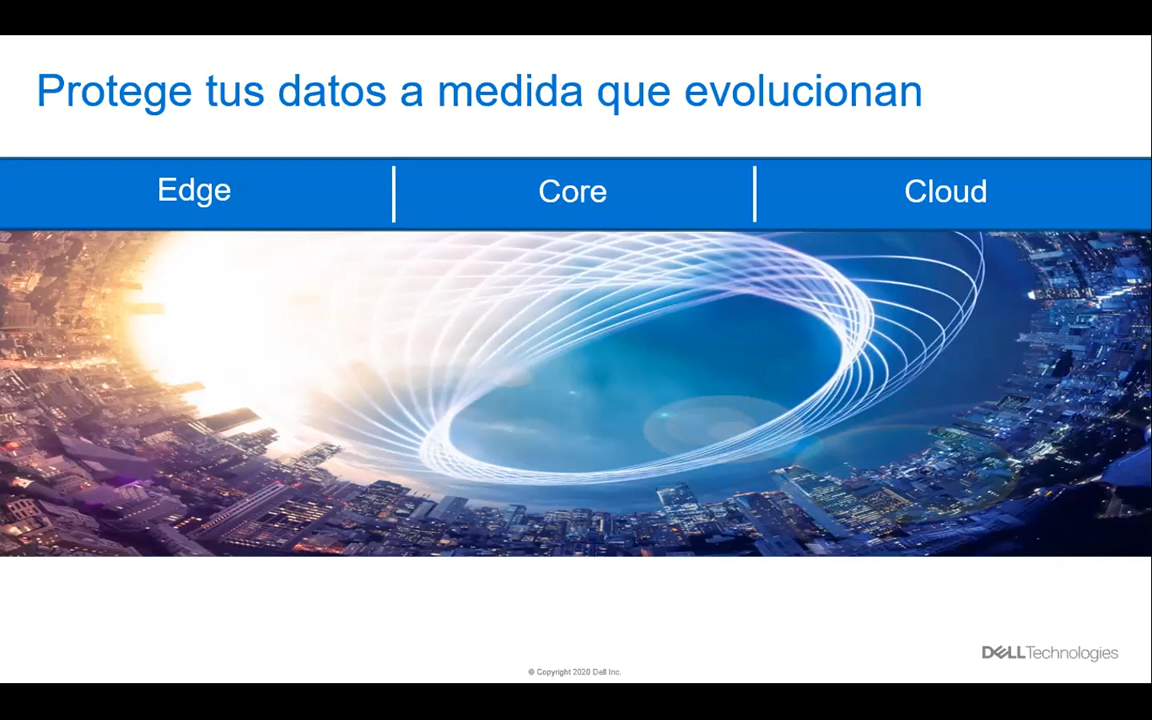 Protege tus datos a medida que evolucionan
Edge
Core
Cloud
DELLTechnologies
© Copyright 2020 Dell Inc.